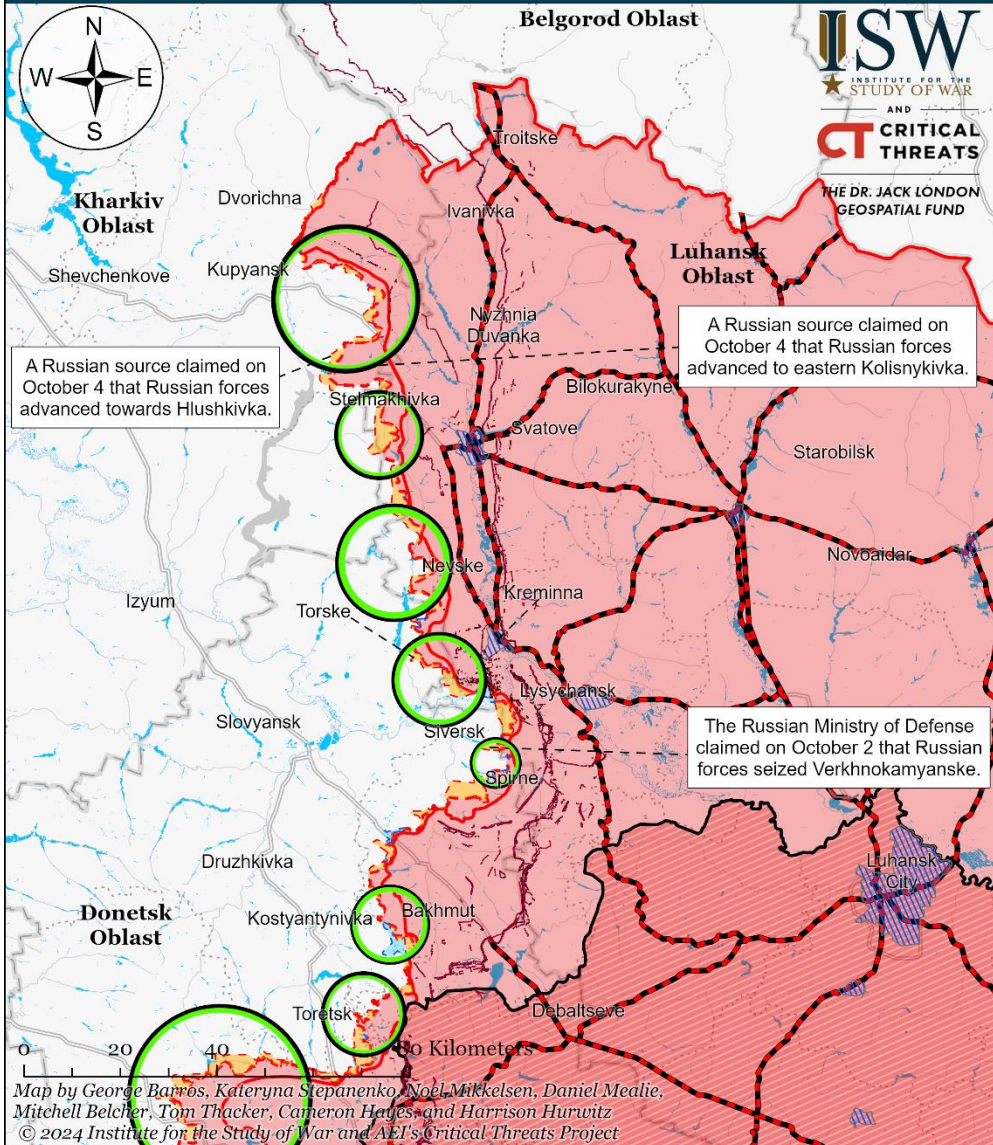 Belgorod Oblast
ISW
INSTITUTE FOR THE
STUDY OF WAR
AND
CT CRITICAL
THREATS
THE DR. JACK LONDON
GEOSPATIAL FUND
N
W E
S
Troitske
Dvorichna
Kharkiv
Oblast
Ivanivka
Shevchenkove
Kupyansk
Luhansk
Oblast
Nyzhnia
Duvanka
A Russian source claimed on
October 4 that Russian forces
advanced to eastern Kolisnykivka.
A Russian source claimed on
October 4 that Russian forces
advanced towards Hlushkivka.
Bilokurakyne
Stelmakhivka
Svatove
Starobilsk
Novoaidar
Nevske
Kreminna
Izyum
Torske
Lysychansk
Slovyansk
Siversk
The Russian Ministry of Defense
claimed on October 2 that Russian
forces seized Verkhnokamyanske.
Spirne
Druzhkivka
Luhansk
City
Donetsk
Oblast
Kostyantynivka
Bakhmut
Toretsk
Debaltseve
0 20 40 80 Kilometers
Map by George Barros, Kateryna Stepanenko, Noel Mikkelsen, Daniel Mealie,
Mitchell Belcher, Tom Thacker, Cameron Hayes, and Harrison Hurwitz
© 2024 Institute for the Study of War and AEI's Critical Threats Project